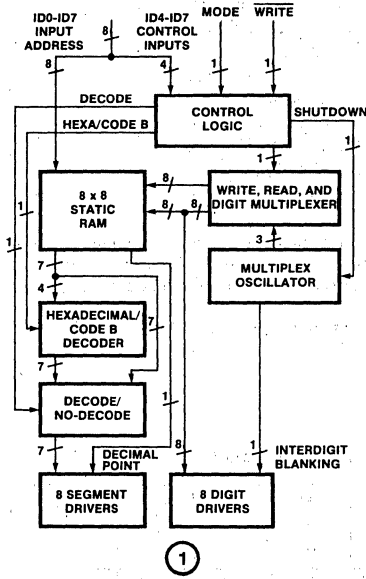 ID0-ID7
INPUT
ADDRESS
8
ID4-ID7
CONTROL
INPUTS
MODE
WRITE
8
4
1
1
DECODE
HEXA/CODE B
CONTROL
LOGIC
SHUTDOWN
1
1
8 x 8
STATIC
RAM
8
8
8
WRITE, READ, AND
DIGIT MULTIPLEXER
1
1
3
7
4
MULTIPLEX
OSCILLATOR
HEXADECIMAL/
CODE B
DECODER
7
7
DECODE/
NO-DECODE
1
7
DECIMAL
POINT
8
1
INTERDIGIT
BLANKING
8 SEGMENT
DRIVERS
8 DIGIT
DRIVERS
1